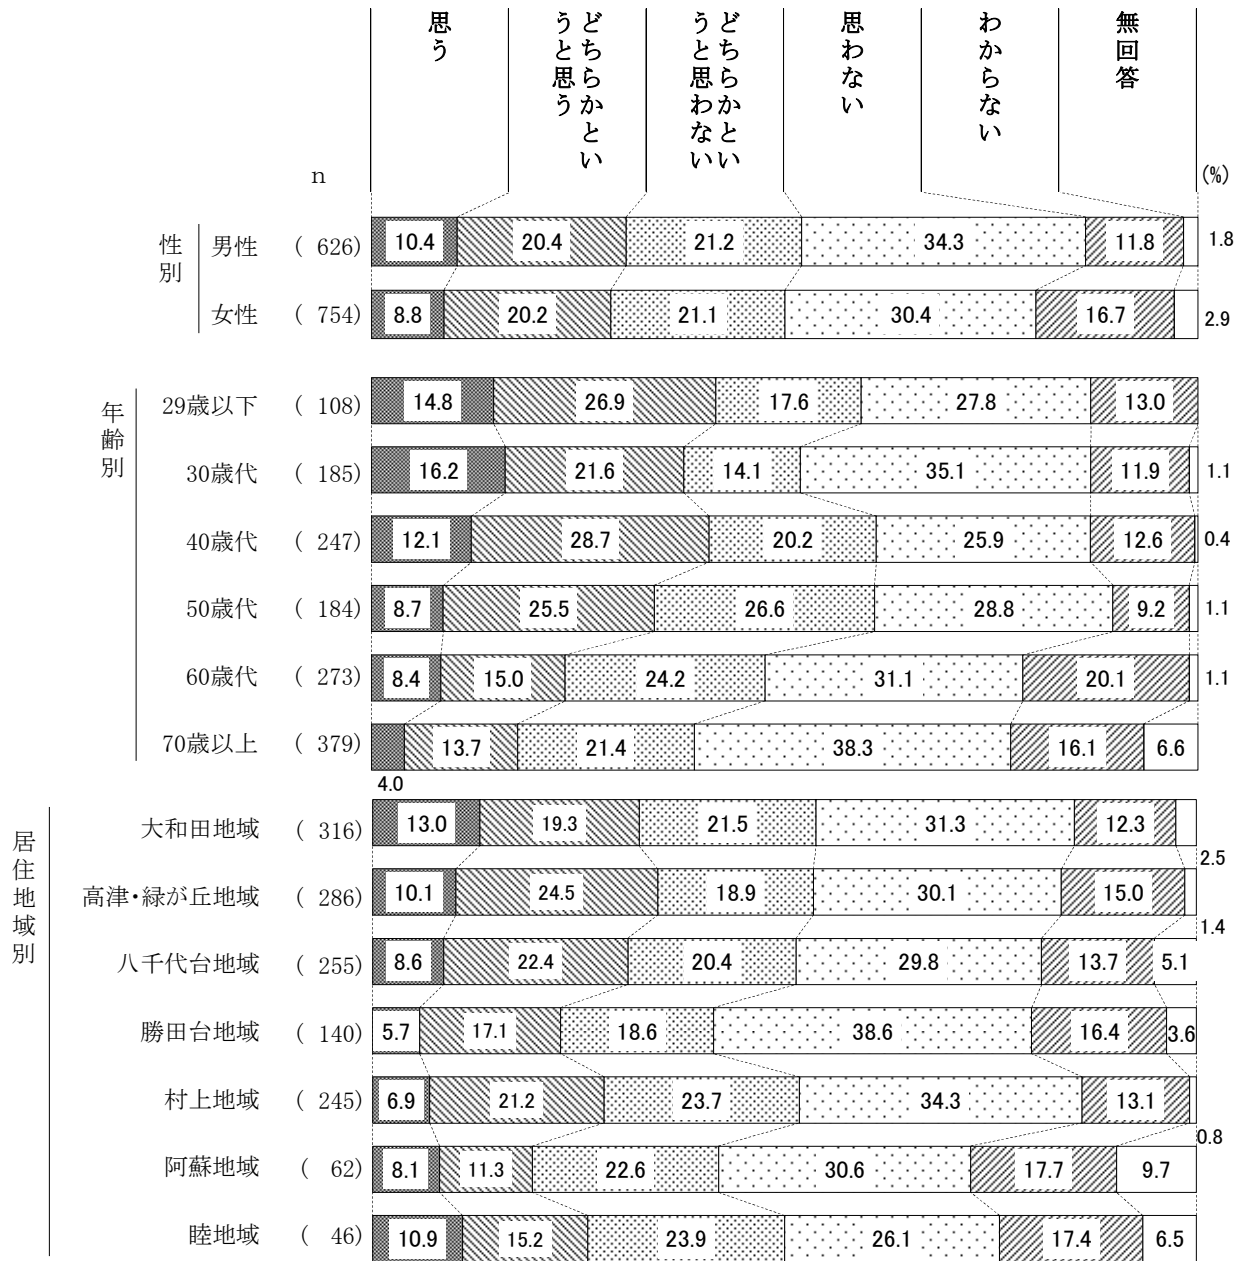 思う
どちらかとい
うと思う
どちらかとい
うと思わない
思わない
わからない
無回答
n
(%)
性別
男性 ( 626) 10.4 20.4 21.2 34.3 11.8 1.8
女性 ( 754) 8.8 20.2 21.1 30.4 16.7 2.9
年齢別
29歳以下 ( 108) 14.8 26.9 17.6 27.8 13.0
30歳代 ( 185) 16.2 21.6 14.1 35.1 11.9 1.1
40歳代 ( 247) 12.1 28.7 20.2 25.9 12.6 0.4
50歳代 ( 184) 8.7 25.5 26.6 28.8 9.2 1.1
60歳代 ( 273) 8.4 15.0 24.2 31.1 20.1 1.1
70歳以上 ( 379) 13.7 21.4 38.3 16.1 6.6
4.0
居住地域別
大和田地域 ( 316) 13.0 19.3 21.5 31.3 12.3
2.5
高津・緑が丘地域 ( 286) 10.1 24.5 18.9 30.1 15.0
1.4
八千代台地域 ( 255) 8.6 22.4 20.4 29.8 13.7 5.1
勝田台地域 ( 140) 5.7 17.1 18.6 38.6 16.4 3.6
村上地域 ( 245) 6.9 21.2 23.7 34.3 13.1
0.8
阿蘇地域 ( 62) 8.1 11.3 22.6 30.6 17.7 9.7
睦地域 ( 46) 10.9 15.2 23.9 26.1 17.4 6.5